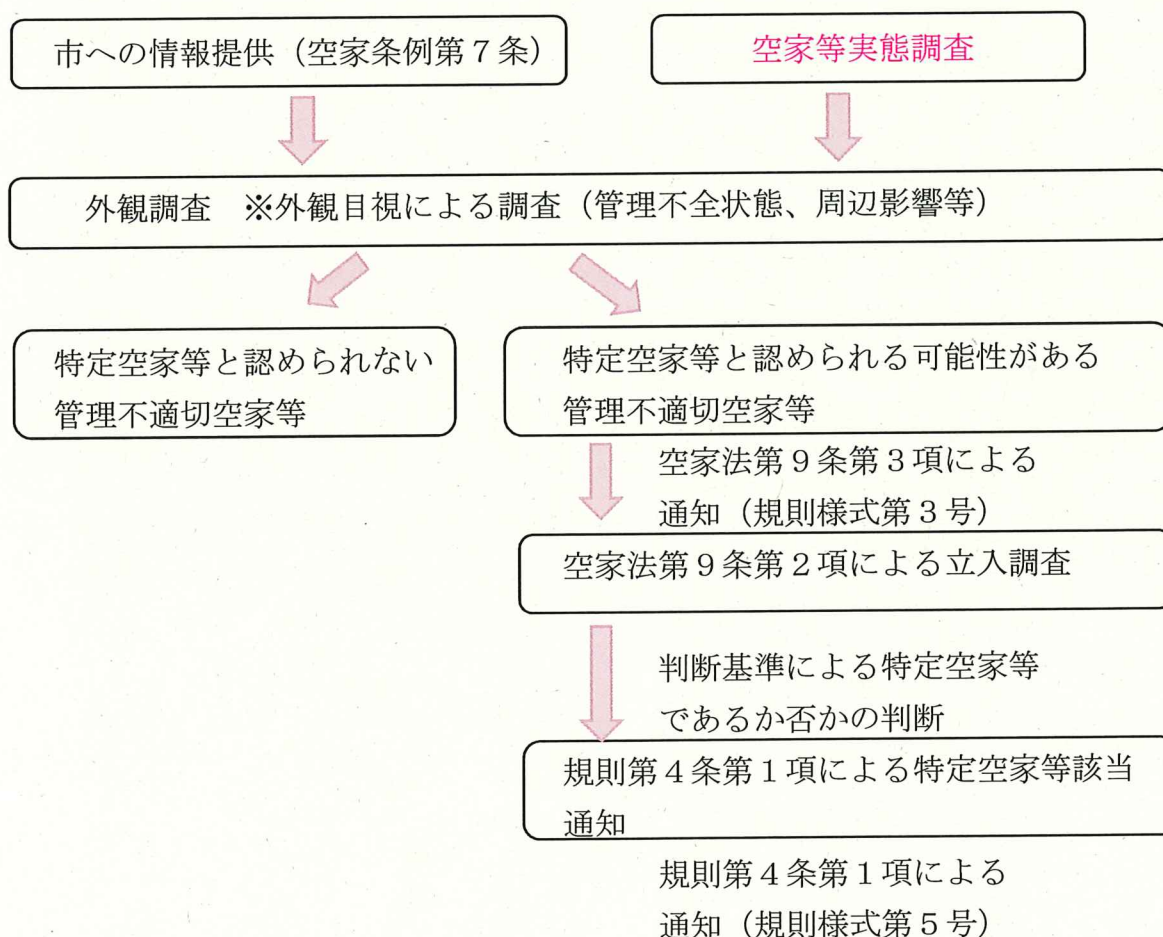 市への情報提供（空家条例第７条）
空家等実態調査
外観調査　※外観目視による調査（管理不全状態、周辺影響等）
特定空家等と認められない
管理不適切空家等
特定空家等と認められる可能性がある
管理不適切空家等
空家法第９条第３項による
通知（規則様式第３号）
空家法第９条第２項による立入調査
判断基準による特定空家等
であるか否かの判断
規則第４条第１項による特定空家等該当
通知
規則第４条第１項による
通知（規則様式第５号）